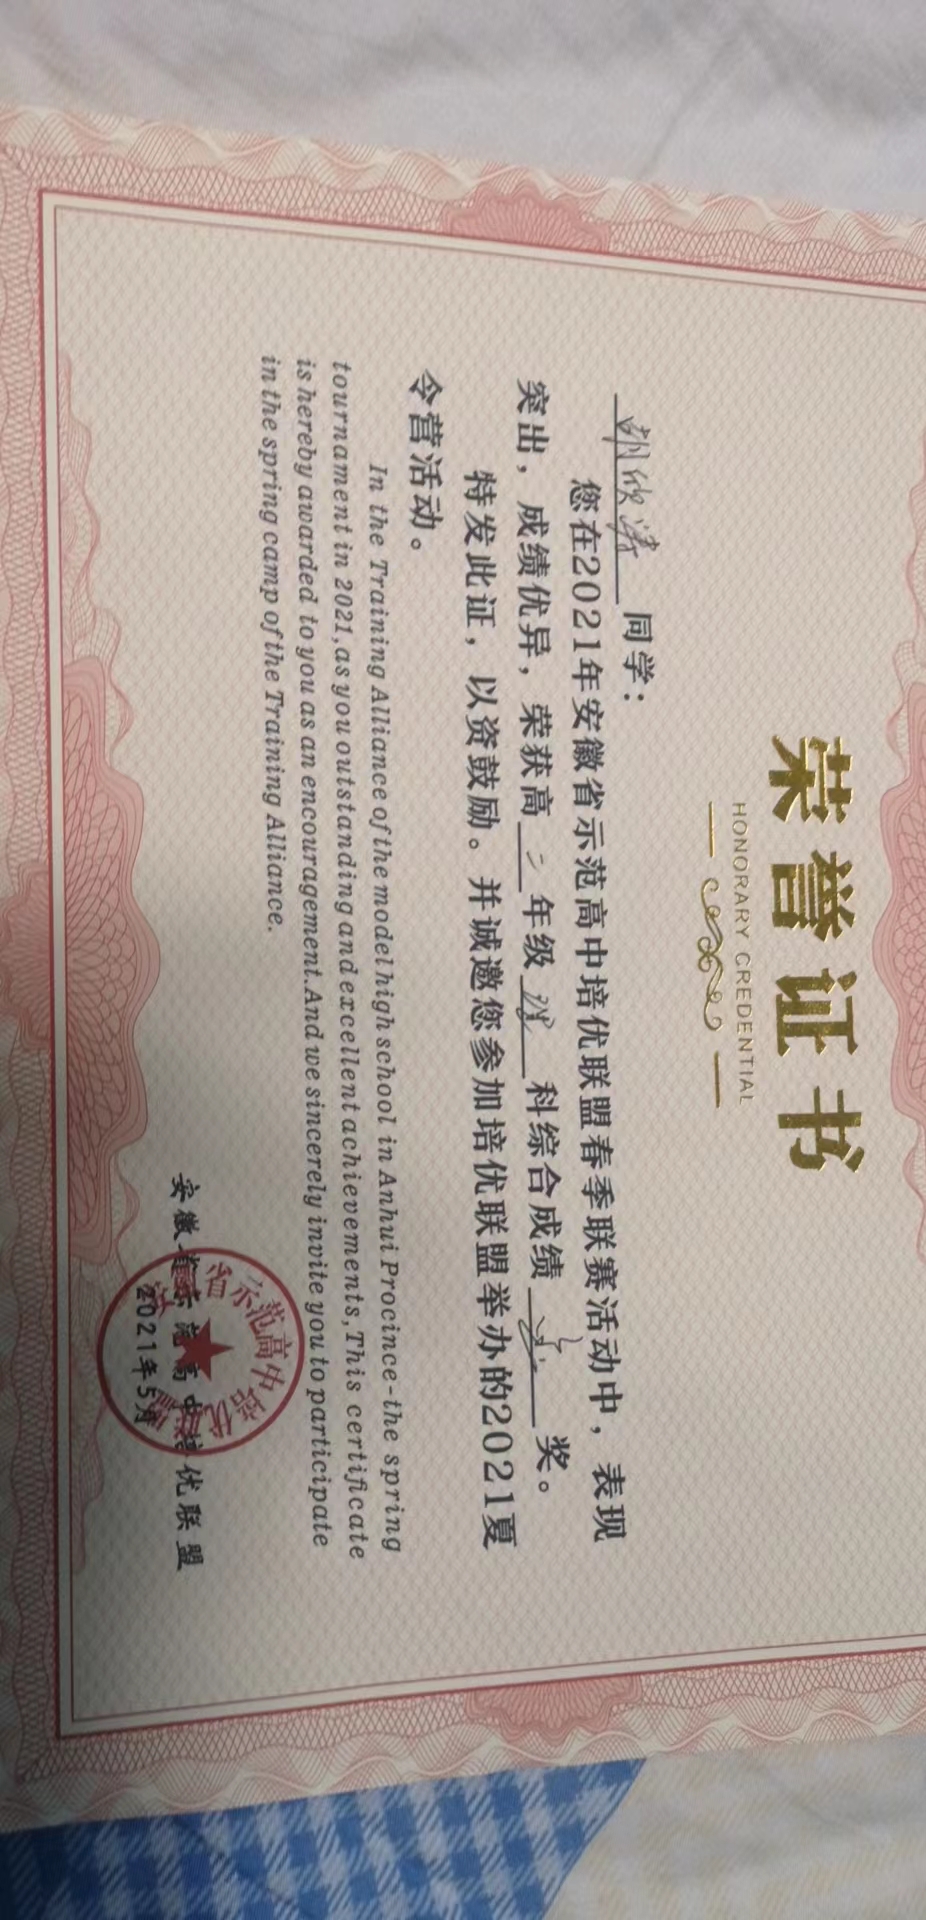 荣誉证书
HONORARY CREDENTIAL
胡欣涛 同学：
您在2021年安徽省示范高中培优联盟春季联赛活动中，表现
突出，成绩优异，荣获高二年级理科综合成绩 奖。
特发此证，以资鼓励。并诚邀您参加培优联盟举办的2021夏
令营活动。
In the Training Alliance of the model high school in Anhui Procince-the spring
tournament in 2021,as you outstanding and excellent achievements,This certificate
is hereby awarded to you as an encouragement.And we sincerely invite you to participate
in the spring camp of the Training Alliance.
安徽省示范高中培优联盟
安徽省示范高中培优联盟
2021年5月